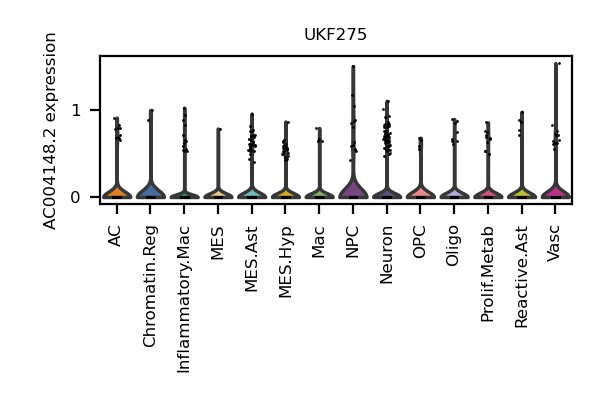 UKF275
AC004148.2 expression
1
0
AC
Chromatin.Reg
Inflammatory.Mac
MES
MES.Ast
MES.Hyp
Mac
NPC
Neuron
OPC
Oligo
Prolif.Metab
Reactive.Ast
Vasc